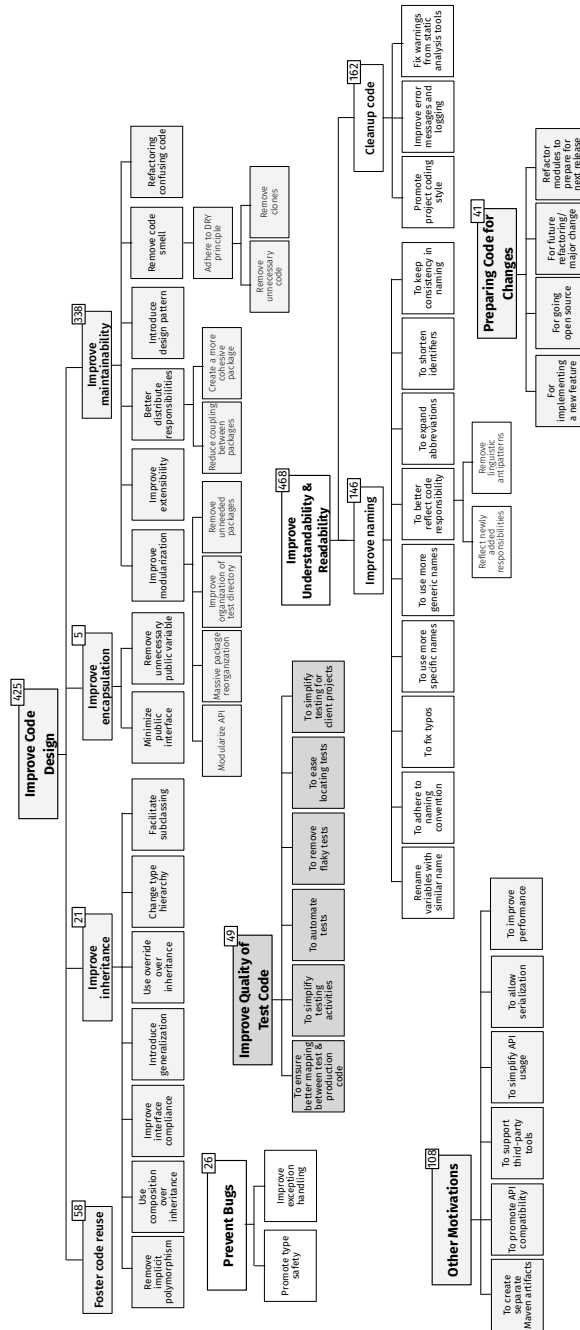 425
Improve Code
Design
58
Foster code reuse
21
Improve
inheritance
5
Improve
encapsulation
338
Improve
maintainability
Remove
implicit
polymorphism
Use
composition
over
inheritance
Improve
interface
compliance
Introduce
generalization
Use override
over
inheritance
Change type
hierarchy
Facilitate
subclassing
Minimize
public
interface
Remove
unnecessary
public variable
Improve
modularization
Improve
extensibility
Better
distribute
responsibilities
Introduce
design pattern
Remove code
smell
Refactoring
confusing code
Modularize API
Massive package
reorganization
Improve
organization of
test directory
Remove
unneeded
packages
Reduce coupling
between
packages
Create a more
cohesive
package
Adhere to DRY
principle
Remove
unnecessary
code
Remove
clones
26
Prevent Bugs
Promote type
safety
Improve
exception
handling
49
Improve Quality of
Test Code
To ensure
better mapping
between test &
production
code
To simplify
testing
activities
To automate
tests
To remove
flaky tests
To ease
locating tests
To simplify
testing for
client projects
468
Improve
Understandability &
Readability
146
Improve naming
162
Cleanup code
Rename
variables with
similar name
To adhere to
naming
convention
To fix typos
To use more
specific names
To use more
generic names
To better
reflect code
responsibility
To expand
abbreviations
To shorten
identifiers
To keep
consistency in
naming
Promote
project coding
style
Improve error
messages and
logging
Fix warnings
from static
analysis tools
Reflect newly
added
responsibilities
Remove
linguistic
antipatterns
108
Other Motivations
To create
separate
Maven artifacts
To promote API
compatibility
To support
third-party
tools
To simplify API
usage
To allow
serialization
To improve
performance
41
Preparing Code for
Changes
For
implementing
a new feature
For going
open source
For future
refactoring/
major change
Refactor
modules to
prepare for
next release